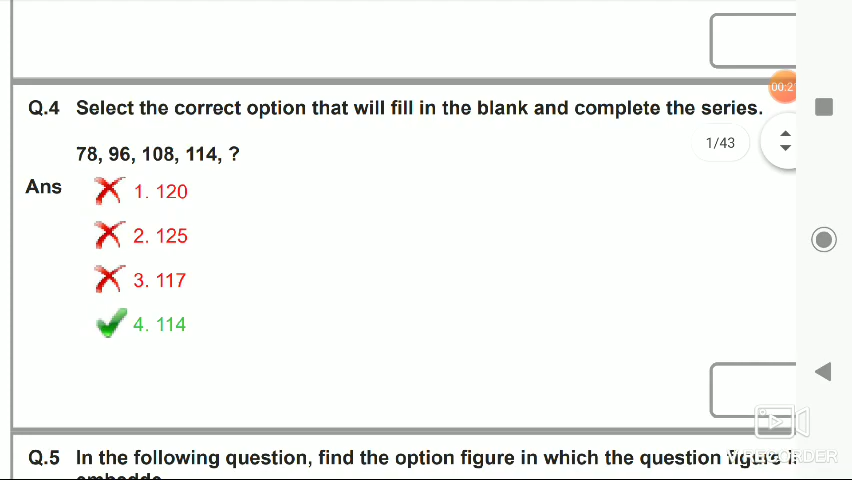 00:2
Q.4 Select the correct option that will fill in the blank and complete the series.
1/43
78, 96, 108, 114, ?
Ans
1. 120
2. 125
3. 117
4. 114
RECORDER
Q.5 In the following question, find the option figure in which the question figure